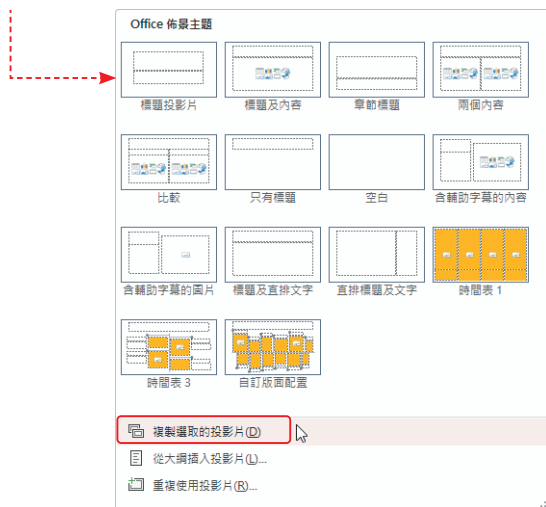 Office 佈景主題
標題投影片 標題及內容 章節標題 兩個內容
比較 只有標題 空白 含輔助字幕的內容
含輔助字幕的圖片 標題及直排文字 直排標題及文字 時間表 1
時間表 3 自訂版面配置
複製選取的投影片(D)
從大綱插入投影片(L)...
重複使用投影片(R)...